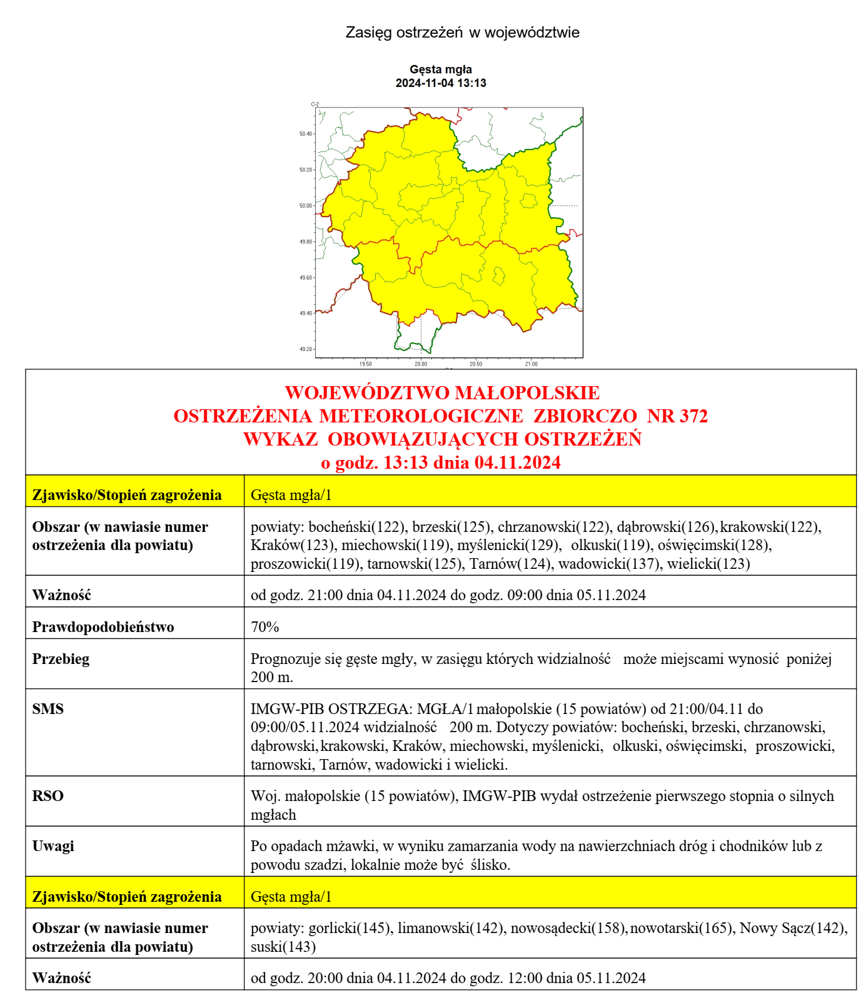 Zasięg ostrzeżeń w województwie
Gęsta mgła
2024-11-04 13:13
C-2
50.40
50.20
50.00
49.80
49.60
49.40
49.20
19.50 20.00 20.50 21.00
WOJEWÓDZTWO MAŁOPOLSKIE
OSTRZEŻENIA METEOROLOGICZNE ZBIORCZO NR 372
WYKAZ OBOWIĄZUJĄCYCH OSTRZEŻEŃ
o godz. 13:13 dnia 04.11.2024
Zjawisko/Stopień zagrożenia Gęsta mgła/1
Obszar (w nawiasie numer powiaty: bocheński(122), brzeski(125), chrzanowski(122), dąbrowski(126), krakowski(122),
ostrzeżenia dla powiatu) Kraków(123), miechowski(119), myślenicki(129), olkuski(119), oświęcimski(128),
proszowicki(119), tarnowski(125), Tarnów(124), wadowicki(137), wielicki(123)
Ważność od godz. 21:00 dnia 04.11.2024 do godz. 09:00 dnia 05.11.2024
Prawdopodobieństwo 70%
Przebieg Prognozuje się gęste mgły, w zasięgu których widzialność może miejscami wynosić poniżej
200 m.
SMS IMGW-PIB OSTRZEGA: MGŁA/1 małopolskie (15 powiatów) od 21:00/04.11 do
09:00/05.11.2024 widzialność 200 m. Dotyczy powiatów: bocheński, brzeski, chrzanowski,
dąbrowski, krakowski, Kraków, miechowski, myślenicki, olkuski, oświęcimski, proszowicki,
tarnowski, Tarnów, wadowicki i wielicki.
RSO Woj. małopolskie (15 powiatów), IMGW-PIB wydał ostrzeżenie pierwszego stopnia o silnych
mgłach
Uwagi Po opadach mżawki, w wyniku zamarzania wody na nawierzchniach dróg i chodników lub z
powodu szadzi, lokalnie może być ślisko.
Zjawisko/Stopień zagrożenia Gęsta mgła/1
Obszar (w nawiasie numer powiaty: gorlicki(145), limanowski(142), nowosądecki(158), nowotarski(165), Nowy Sącz(142),
ostrzeżenia dla powiatu) suski(143)
Ważność od godz. 20:00 dnia 04.11.2024 do godz. 12:00 dnia 05.11.2024